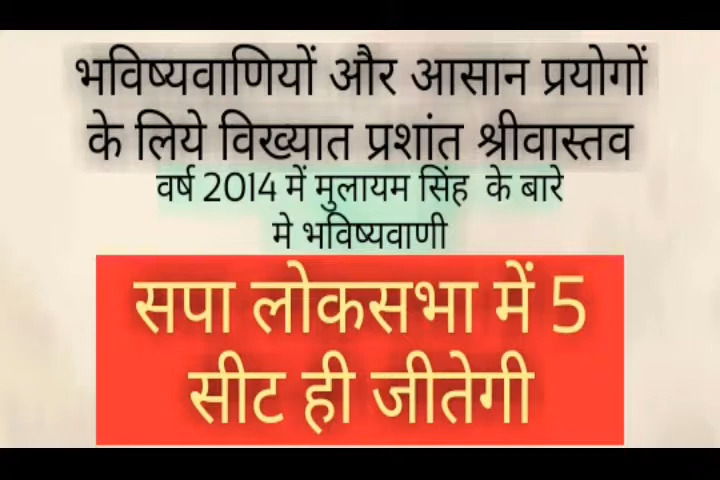 भविष्यवाणियों और आसान प्रयोगों
के लिये विख्यात प्रशांत श्रीवास्तव
वर्ष 2014 में मुलायम सिंह के बारे
मे भविष्यवाणी
सपा लोकसभा में 5
सीट ही जीतेगी